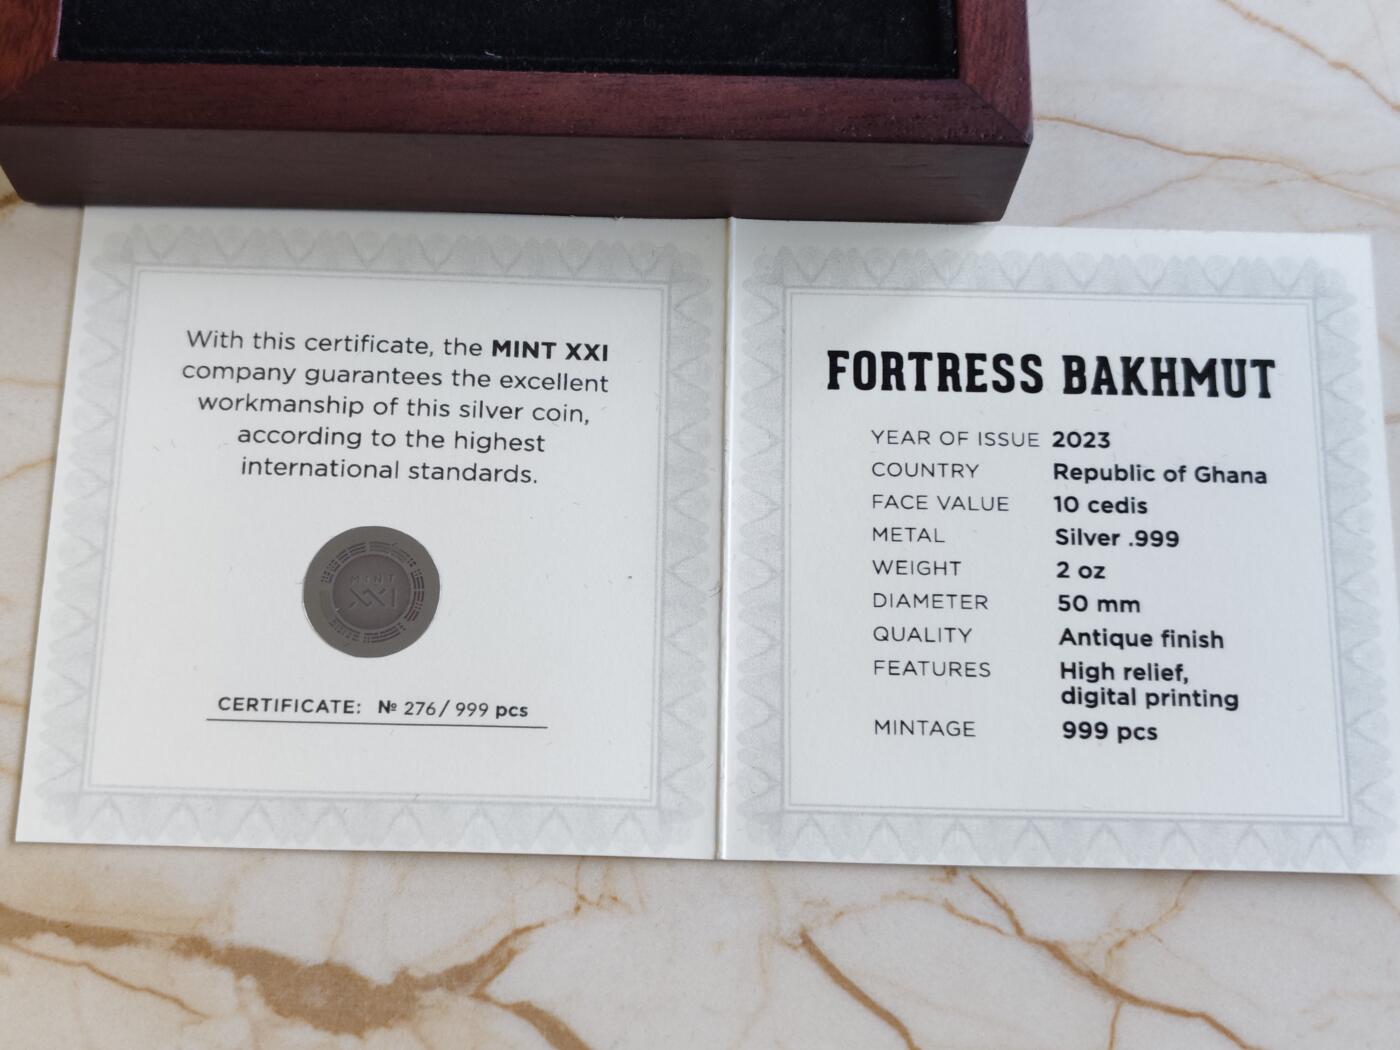 With this certificate, the MINT XXI
company guarantees the excellent
workmanship of this silver coin,
according to the highest
international standards.
MINT
XXI
CERTIFICATE: № 276/999 pcs
FORTRESS BAKHMUT
YEAR OF ISSUE 2023
COUNTRY Republic of Ghana
FACE VALUE 10 cedis
METAL Silver .999
WEIGHT 2 oz
DIAMETER 50 mm
QUALITY Antique finish
FEATURES High relief,
digital printing
MINTAGE 999 pcs